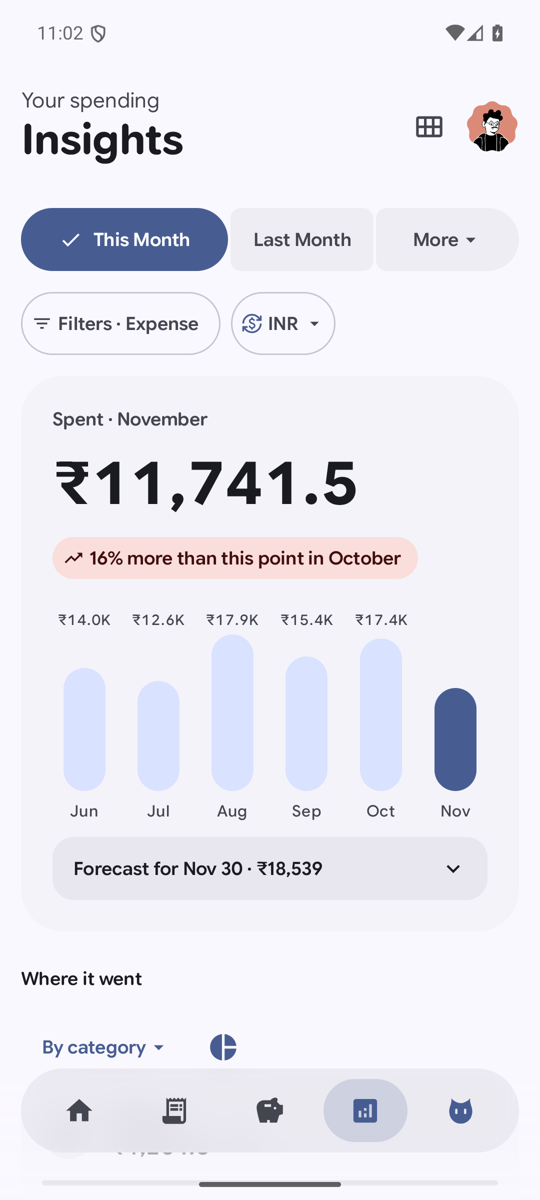 11:02
Your spending
Insights
This Month
Last Month
More
Filters · Expense
INR
Spent · November
₹11,741.5
16% more than this point in October
₹14.0K ₹12.6K ₹17.9K ₹15.4K ₹17.4K
Jun Jul Aug Sep Oct Nov
Forecast for Nov 30 · ₹18,539
Where it went
By category